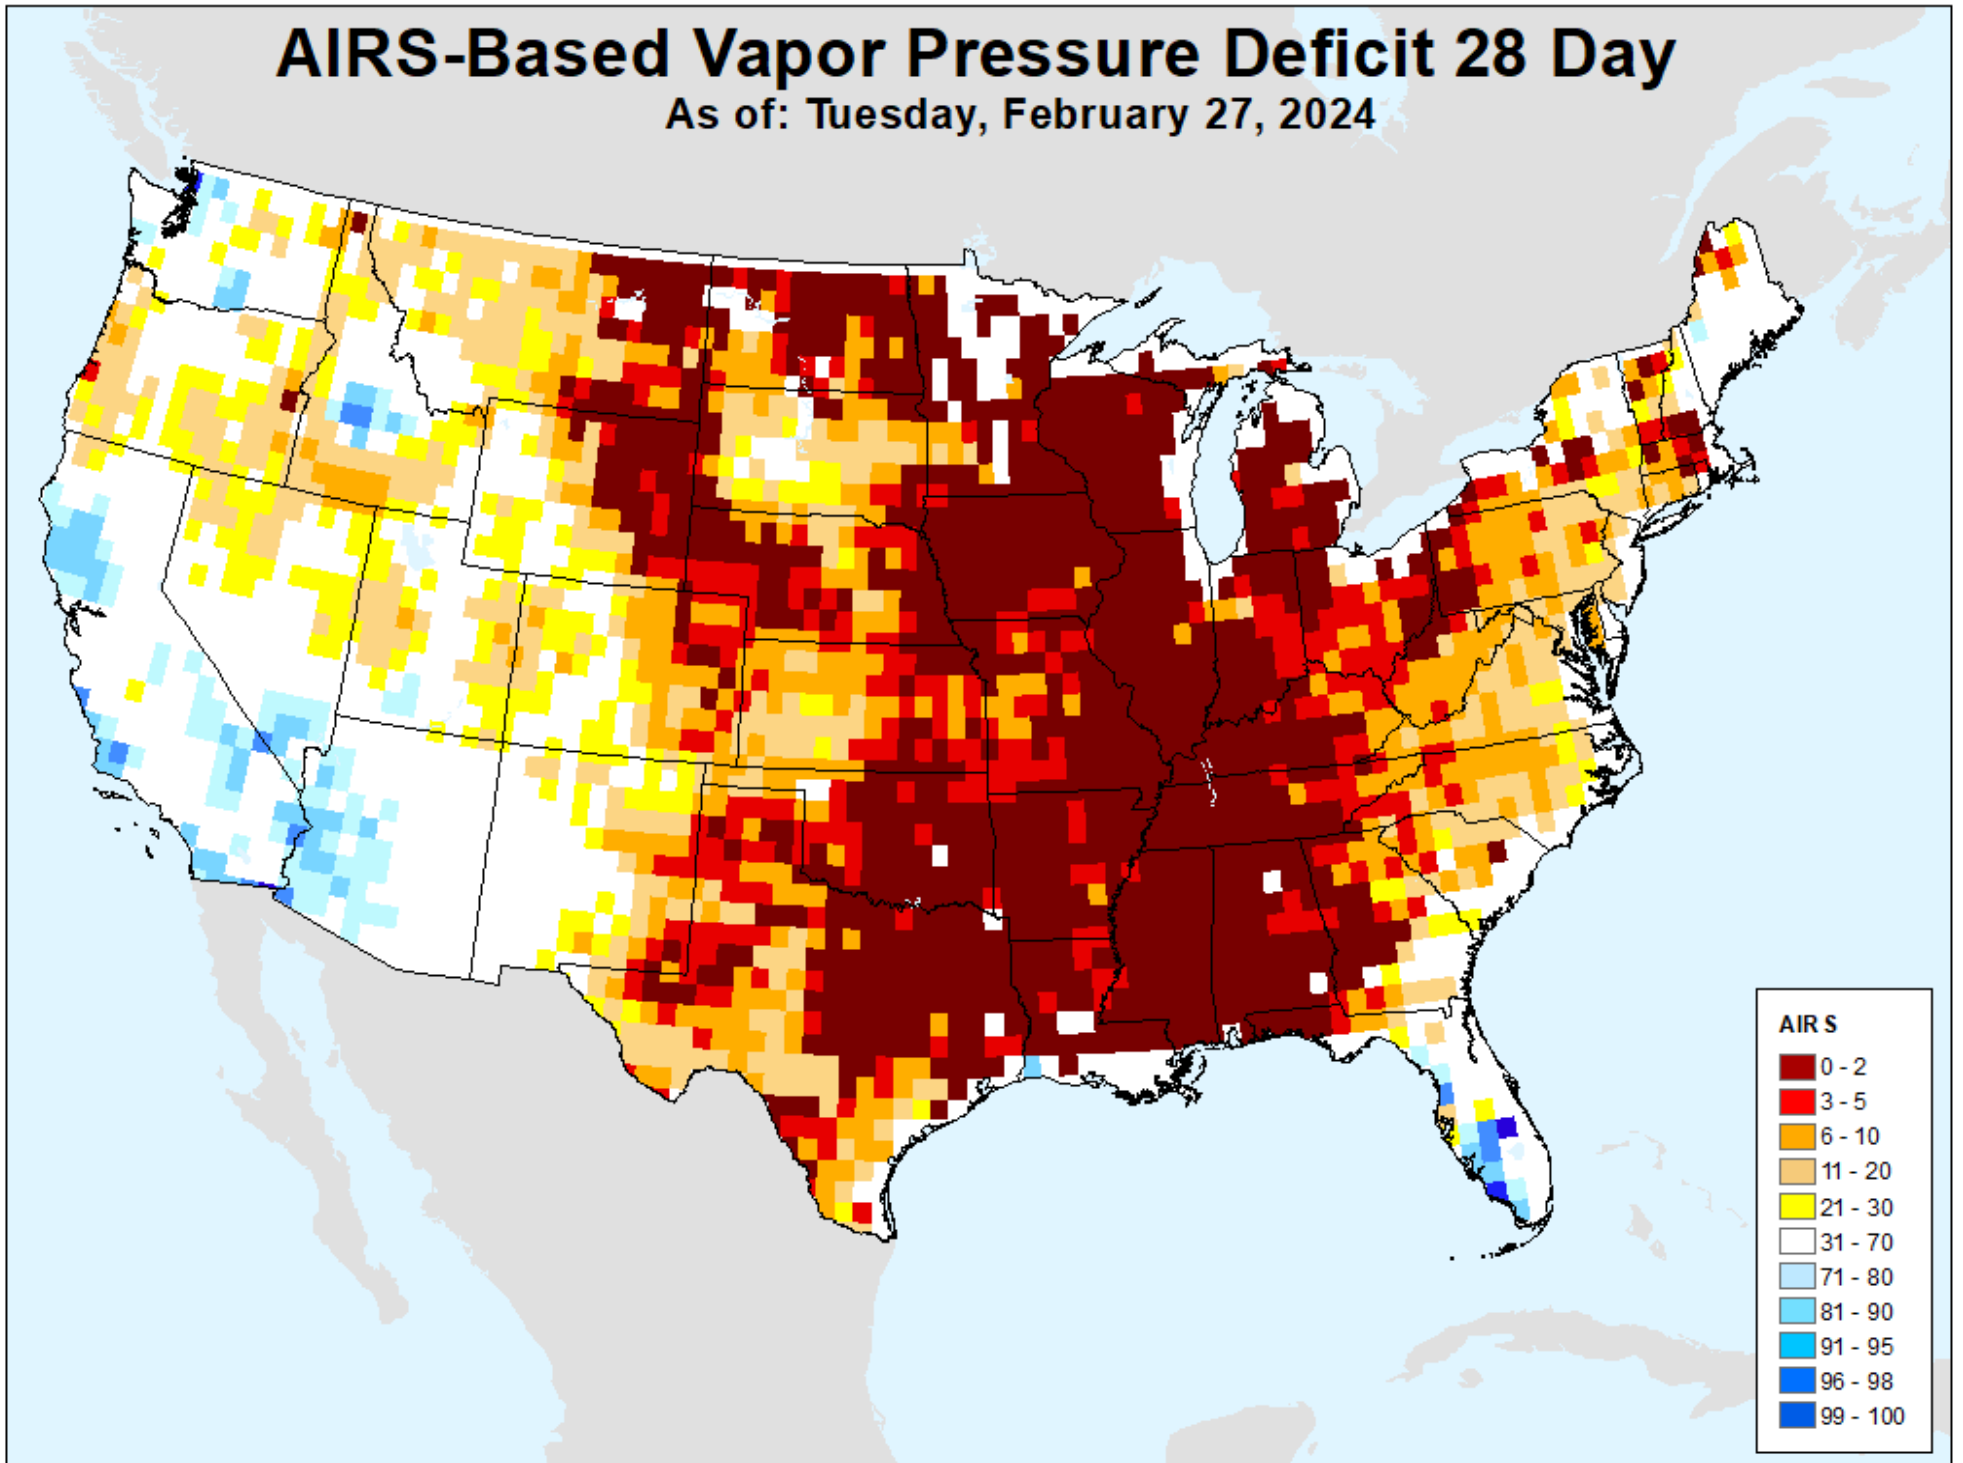 AIRS-Based Vapor Pressure Deficit 28 Day
As of: Tuesday, February 27, 2024
AIRS
0 - 2
3 - 5
6 - 10
11 - 20
21 - 30
31 - 70
71 - 80
81 - 90
91 - 95
96 - 98
99 - 100